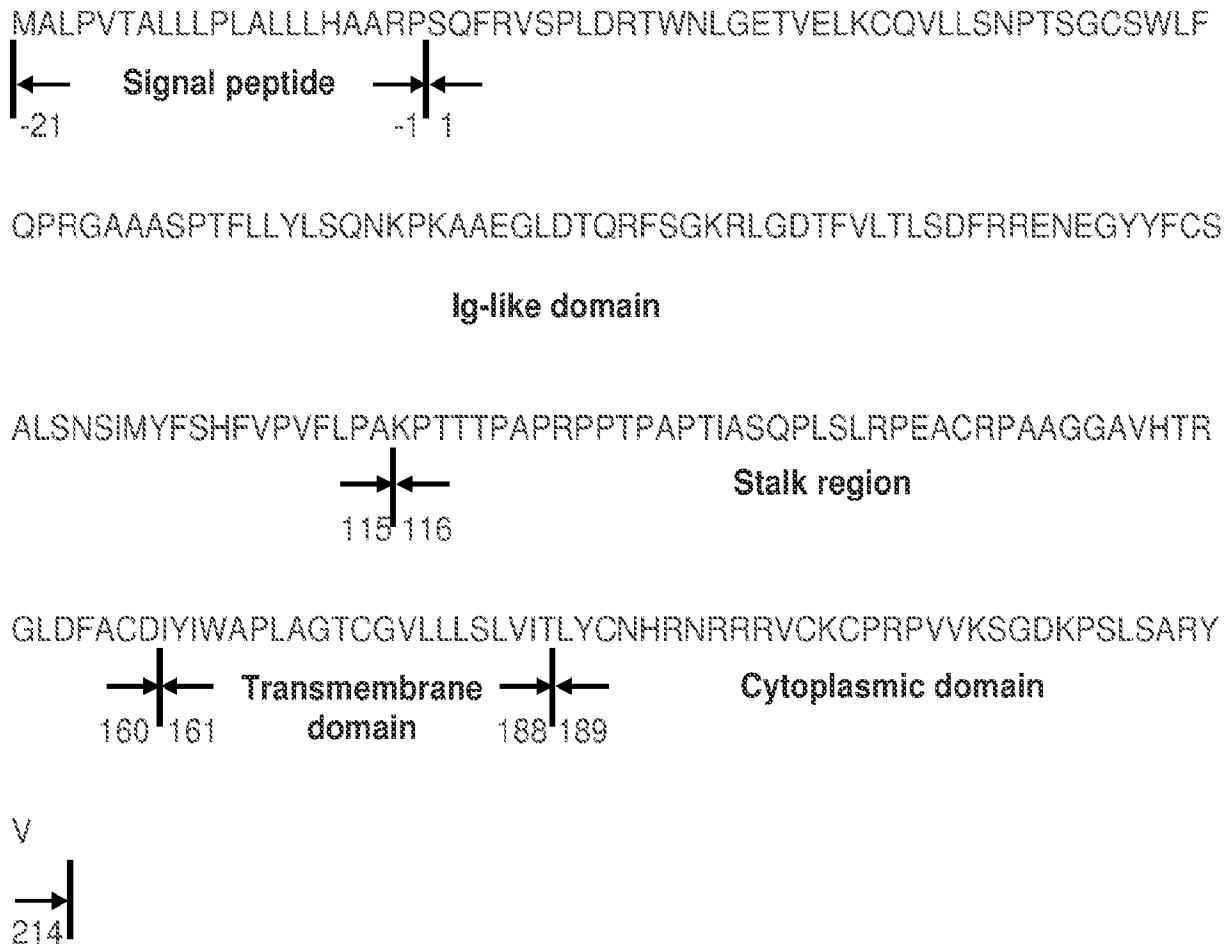 MALPVTALLLPLALLLHAARPSQFRVSPLDRTWNLGETVELKCQVLLSNPTSGCSWLF
Signal peptide
-21 -1 1
QPRGAAASPTFLLYLSQNKPKAAEGLDTQRFSGKRLGDTFVLTLSDFRRENEGYYFCS
Ig-like domain
ALSNSIMYFSHFVPVFLPAKPTTTPAPRPPTPAPTIASQPLSLRPEACRPAAGGAVHTR
Stalk region
115 116
GLDFACDIYIWAPLAGTCGVLLLSLVITLYCNHRNRRRVCKCPRPVVKSGDKPSLSARY
Transmembrane Cytoplasmic domain
domain
160 161 188 189
V
214